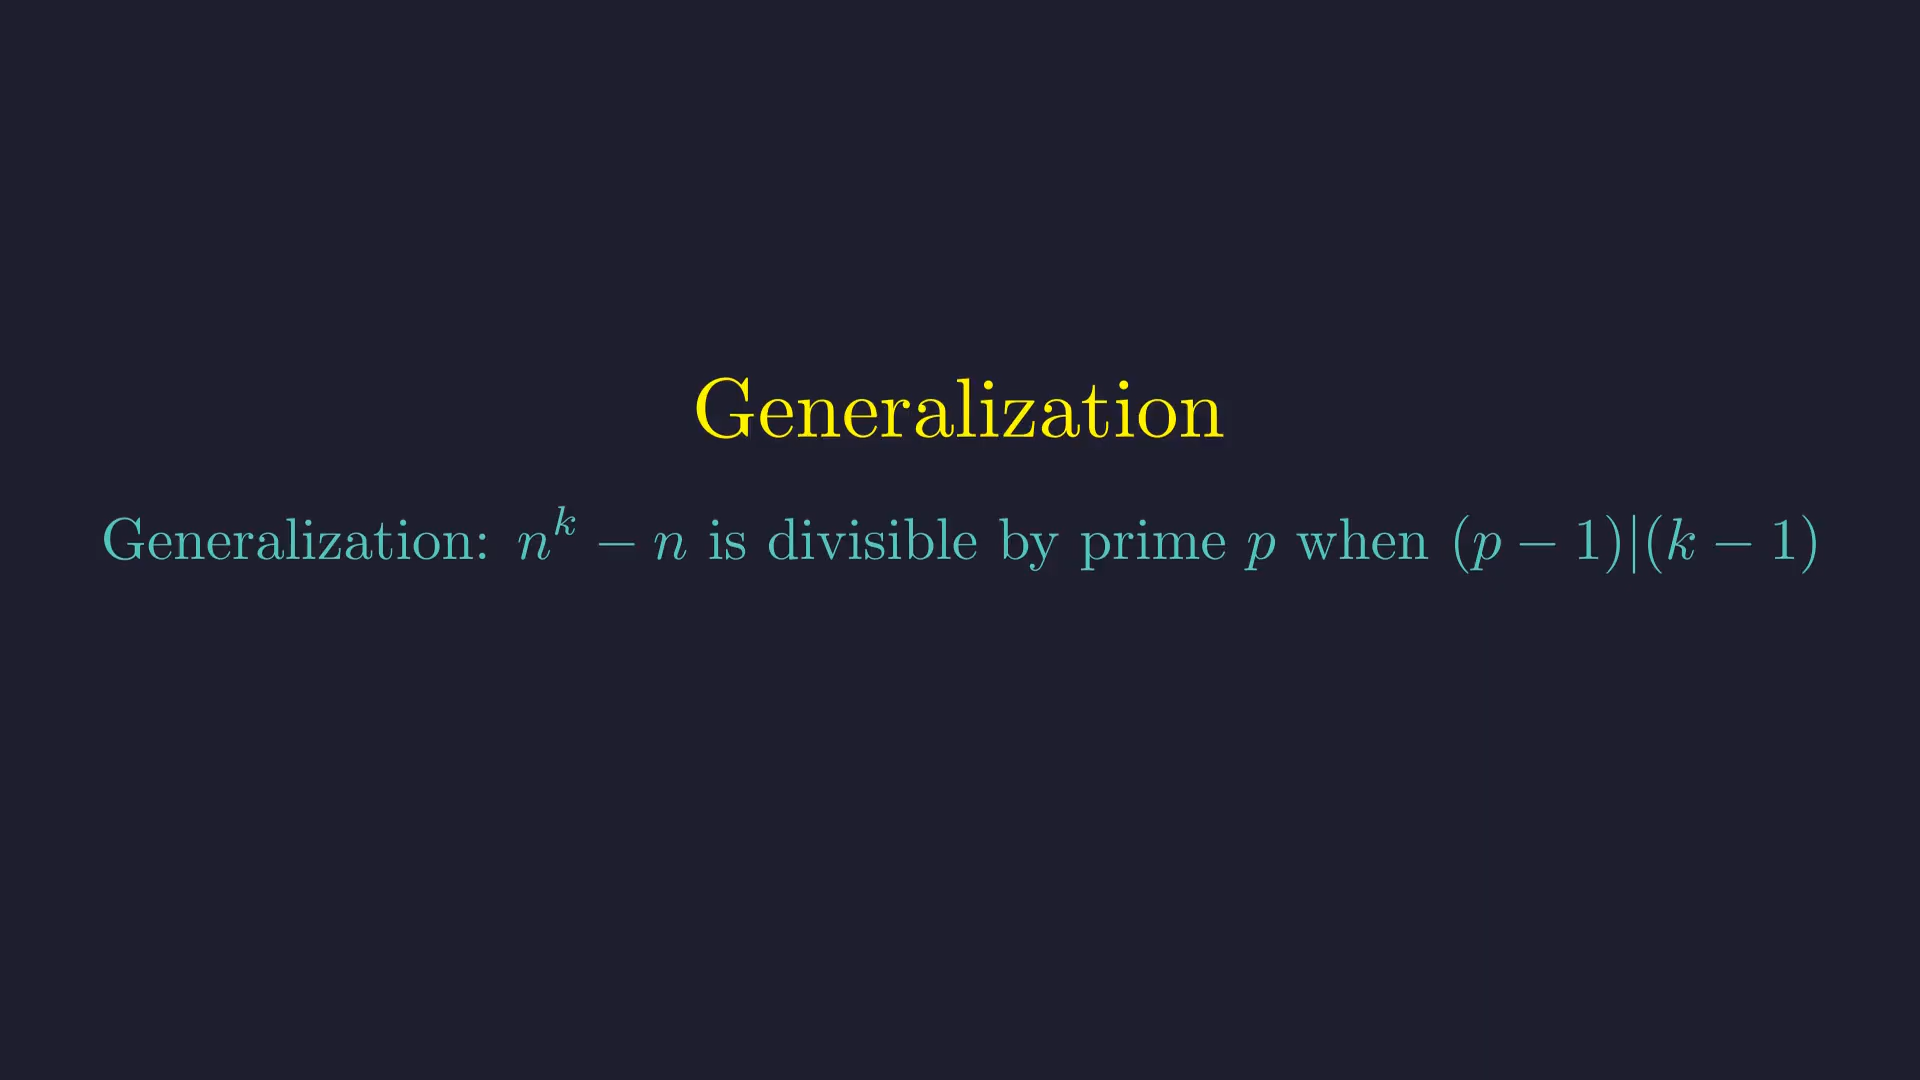 Generalization
Generalization: $n^k - n$ is divisible by prime $p$ when $(p-1)|(k-1)$